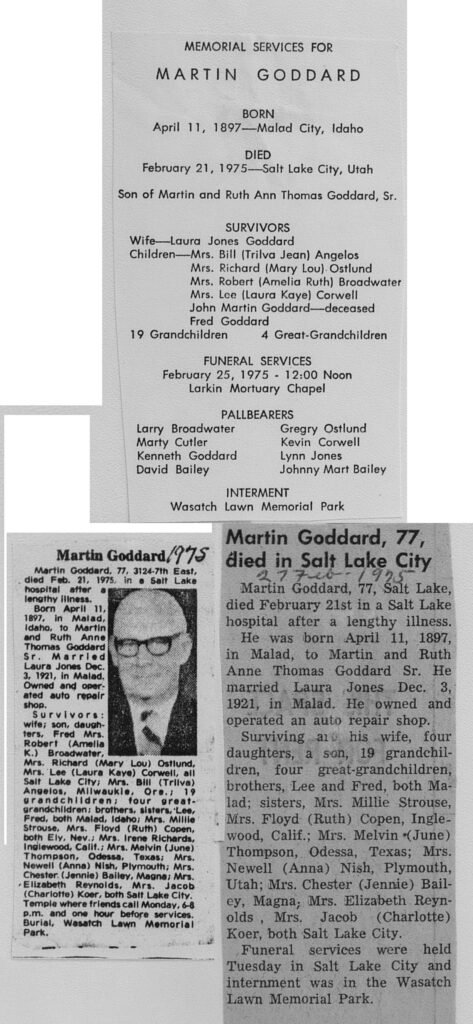 MEMORIAL SERVICES FOR
MARTIN GODDARD
BORN
April 11, 1897—Malad City, Idaho
DIED
February 21, 1975—Salt Lake City, Utah
Son of Martin and Ruth Ann Thomas Goddard, Sr.
SURVIVORS
Wife—Laura Jones Goddard
Children—Mrs. Bill (Trilva Jean) Angelos
Mrs. Richard (Mary Lou) Ostlund
Mrs. Robert (Amelia Ruth) Broadwater
Mrs. Lee (Laura Kaye) Corwell
John Martin Goddard—deceased
Fred Goddard
19 Grandchildren 4 Great-Grandchildren
FUNERAL SERVICES
February 25, 1975 - 12:00 Noon
Larkin Mortuary Chapel
PALLBEARERS
Larry Broadwater Gregry Ostlund
Marty Cutler Kevin Corwell
Kenneth Goddard Lynn Jones
David Bailey Johnny Mart Bailey
INTERMENT
Wasatch Lawn Memorial Park
Martin Goddard, 1975
Martin Goddard, 77, 3124-7th East,
died Feb. 21, 1975, in a Salt Lake
hospital after a
lengthy illness.
Born April 11,
1897, in Malad,
Idaho, to Martin
and Ruth Anne
Thomas Goddard
Sr. Married
Laura Jones Dec.
3, 1921, in Malad.
Owned and oper-
ated auto repair
shop.
Survivors:
wife; son, daugh-
ters, Fred Mrs.
Robert (Amelia
K.) Broadwater,
Mrs. Richard (Mary Lou) Ostlund,
Mrs. Lee (Laura Kaye) Corwell, all
Salt Lake City; Mrs. Bill (Trilva)
Angelos, Milwaukie, Ore.; 19
grandchildren; four great-
grandchildren; brothers, sisters, Lee,
Fred, both Malad, Idaho; Mrs. Millie
Strouse, Mrs. Floyd (Ruth) Copen,
both Ely, Nev.; Mrs. Irene Richards,
Inglewood, Calif.; Mrs. Melvin (June)
Thompson, Odessa, Texas; Mrs.
Newell (Anna) Nish, Plymouth; Mrs.
Chester (Jennie) Bailey, Magna; Mrs.
Elizabeth Reynolds, Mrs. Jacob
(Charlotte) Koer, both Salt Lake City.
Temple where friends call Monday, 6-8
p.m. and one hour before services.
Burial, Wasatch Lawn Memorial
Park.
Martin Goddard, 77,
died in Salt Lake City
27 Feb - 1975
Martin Goddard, 77, Salt Lake,
died February 21st in a Salt Lake
hospital after a lengthy illness.
He was born April 11, 1897,
in Malad, to Martin and Ruth
Anne Thomas Goddard Sr. He
married Laura Jones Dec. 3,
1921, in Malad. He owned and
operated an auto repair shop.
Surviving are his wife, four
daughters, a son, 19 grandchil-
dren, four great-grandchildren,
brothers, Lee and Fred, both Ma-
lad; sisters, Mrs. Millie Strouse,
Mrs. Floyd (Ruth) Copen, Ingle-
wood, Calif.; Mrs. Melvin (June)
Thompson, Odessa, Texas; Mrs.
Newell (Anna) Nish, Plymouth,
Utah; Mrs. Chester (Jennie) Bail-
ey, Magna; Mrs. Elizabeth Reyn-
olds, Mrs. Jacob (Charlotte)
Koer, both Salt Lake City.
Funeral services were held
Tuesday in Salt Lake City and
internment was in the Wasatch
Lawn Memorial Park.